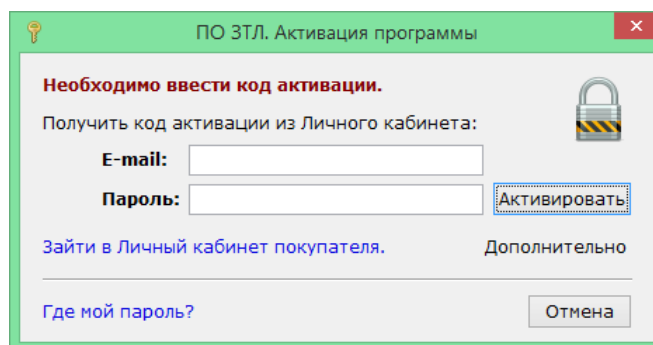 ПО ЗТЛ. Активация программы
Необходимо ввести код активации.
Получить код активации из Личного кабинета:
E-mail:
Пароль: Активировать
Зайти в Личный кабинет покупателя. Дополнительно
Где мой пароль? Отмена